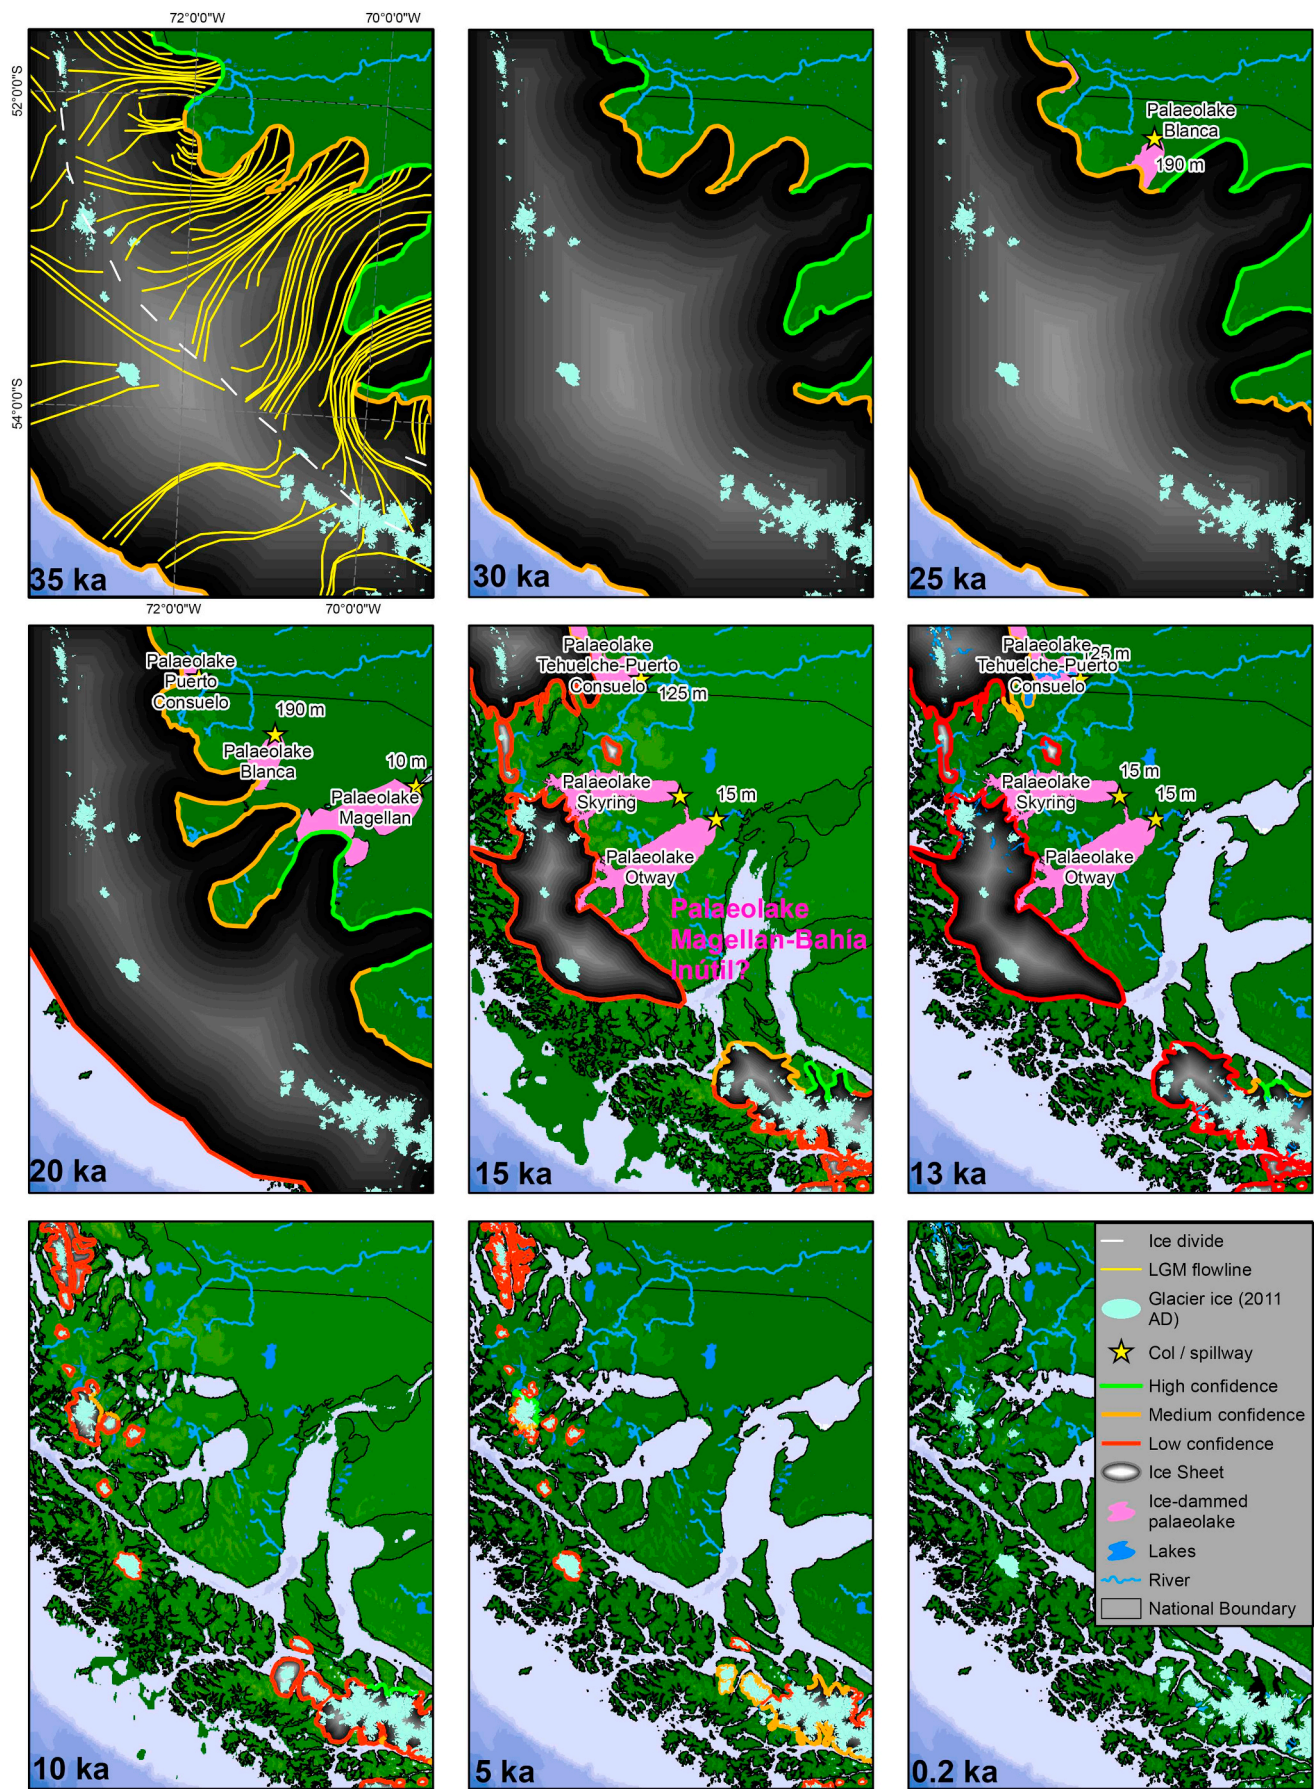 72°0'0"W
70°0'0"W
52°0'0"S
54°0'0"S
35 ka
72°0'0"W
70°0'0"W
30 ka
Palaeolake
Blanca
190 m
25 ka
Palaeolake
Puerto
Consuelo
190 m
Palaeolake
Blanca
10 m
Palaeolake
Magellan
20 ka
Palaeolake
Tehuelche-Puerto
Consuelo
125 m
Palaeolake
Skyring
15 m
Palaeolake
Otway
Palaeolake
Magellan-Bahía
Inútil?
15 ka
Palaeolake
125 m
Tehuelche-Puerto
Consuelo
Palaeolake
Skyring
15 m
15 m
Palaeolake
Otway
13 ka
10 ka
5 ka
Ice divide
LGM flowline
Glacier ice (2011
AD)
Col / spillway
High confidence
Medium confidence
Low confidence
Ice Sheet
Ice-dammed
palaeolake
Lakes
River
National Boundary
0.2 ka